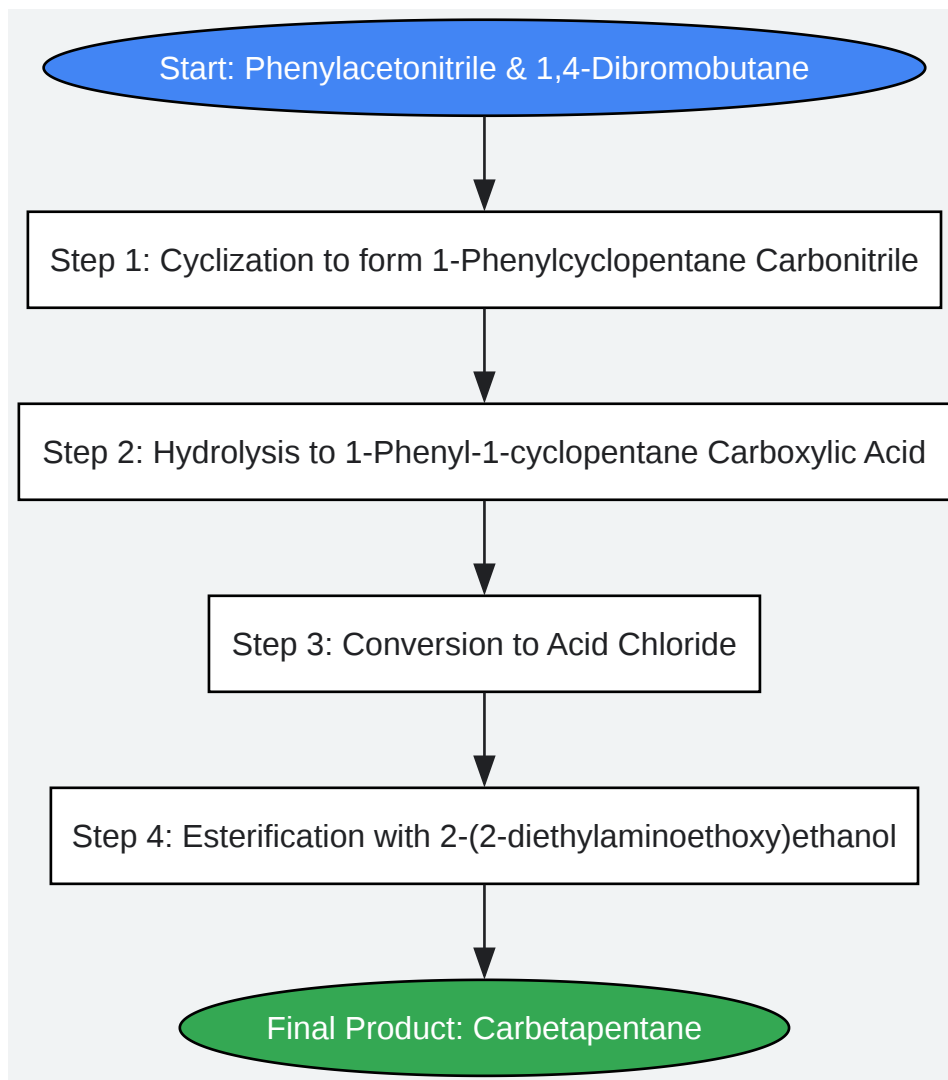 Start: Phenylacetonitrile & 1,4-Dibromobutane
Step 1: Cyclization to form 1-Phenylcyclopentane Carbonitrile
Step 2: Hydrolysis to 1-Phenyl-1-cyclopentane Carboxylic Acid
Step 3: Conversion to Acid Chloride
Step 4: Esterification with 2-(2-diethylaminoethoxy)ethanol
Final Product: Carbetapentane